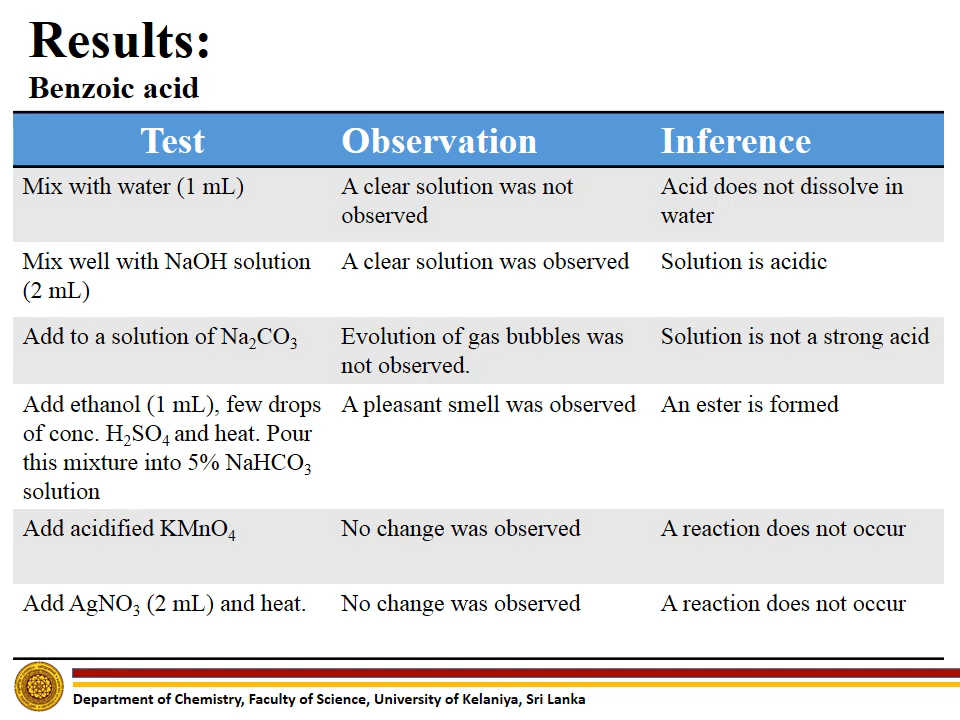 Results:
Benzoic acid
Test Observation Inference
Mix with water (1 mL)
A clear solution was not
observed
Acid does not dissolve in
water
Mix well with NaOH solution
(2 mL)
A clear solution was observed
Solution is acidic
Add to a solution of Na₂CO₃
Evolution of gas bubbles was
not observed.
Solution is not a strong acid
Add ethanol (1 mL), few drops
of conc. H₂SO₄ and heat. Pour
this mixture into 5% NaHCO₃
solution
A pleasant smell was observed
An ester is formed
Add acidified KMnO₄
No change was observed
A reaction does not occur
Add AgNO₃ (2 mL) and heat.
No change was observed
A reaction does not occur
Department of Chemistry, Faculty of Science, University of Kelaniya, Sri Lanka